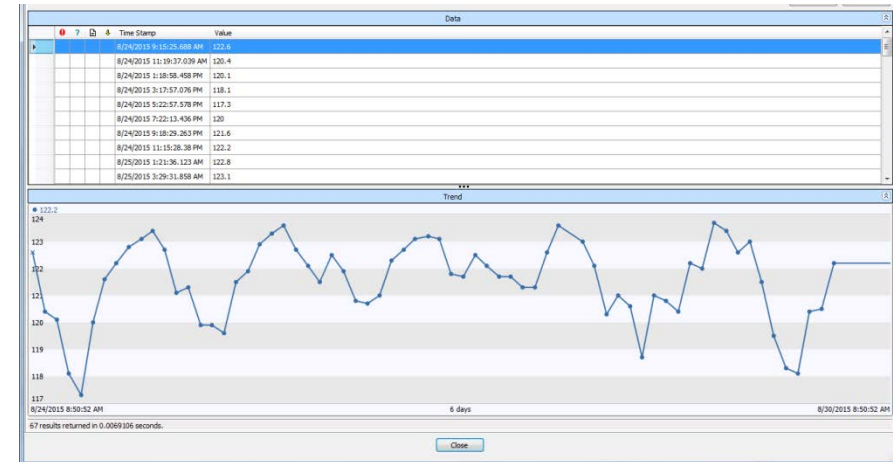 Data
? Time Stamp Value
8/24/2015 9:15:25.688 AM 122.6
8/24/2015 11:19:37.039 AM 120.4
8/24/2015 1:18:58.458 PM 120.1
8/24/2015 3:17:57.076 PM 118.1
8/24/2015 5:22:57.578 PM 117.3
8/24/2015 7:22:13.436 PM 120
8/24/2015 9:18:29.263 PM 121.6
8/24/2015 11:15:28.38 PM 122.2
8/25/2015 1:21:36.123 AM 122.8
8/25/2015 3:29:31.858 AM 123.1
Trend
122.2
124
123
122
121
120
119
118
117
8/24/2015 8:50:52 AM 6 days 8/30/2015 8:50:52 AM
67 results returned in 0.0069106 seconds.
Close